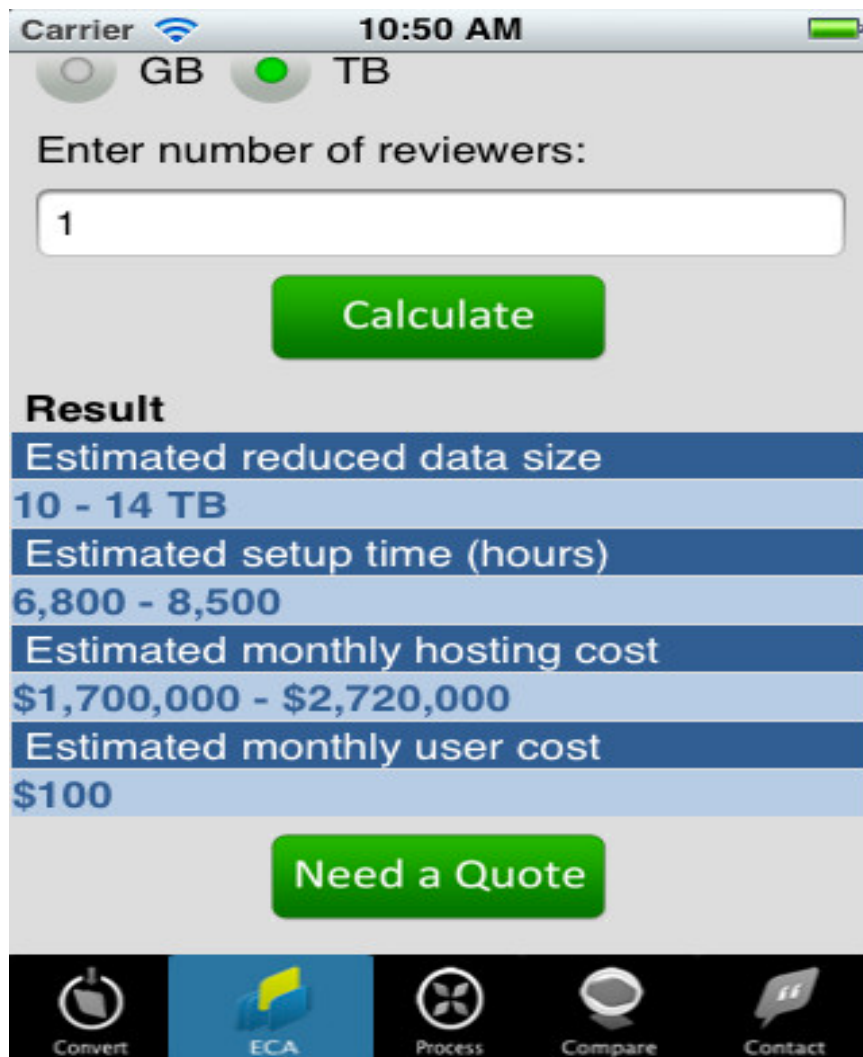 Carrier 10:50 AM
GB TB
Enter number of reviewers:
1
Calculate
Result
Estimated reduced data size
10 - 14 TB
Estimated setup time (hours)
6,800 - 8,500
Estimated monthly hosting cost
$1,700,000 - $2,720,000
Estimated monthly user cost
$100
Need a Quote
Convert ECA Process Compare Contact